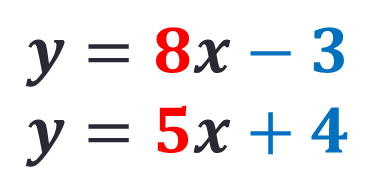 y = 8x − 3
y = 5x + 4